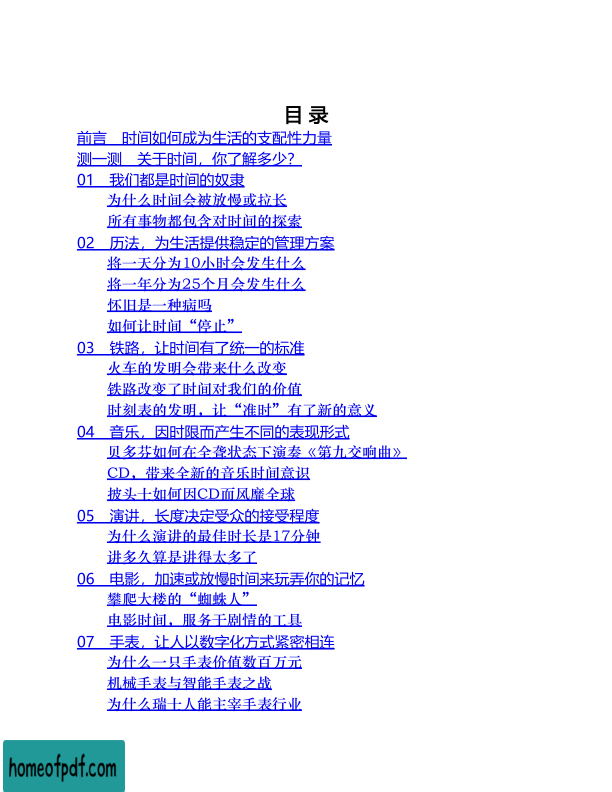 目 录
前言　时间如何成为生活的支配性力量
测一测　关于时间，你了解多少？
01　我们都是时间的奴隶
为什么时间会被放慢或拉长
所有事物都包含对时间的探索
02　历法，为生活提供稳定的管理方案
将一天分为10小时会发生什么
将一年分为25个月会发生什么
怀旧是一种病吗
如何让时间“停止”
03　铁路，让时间有了统一的标准
火车的发明会带来什么改变
铁路改变了时间对我们的价值
时刻表的发明，让“准时”有了新的意义
04　音乐，因时限而产生不同的表现形式
贝多芬如何在全聋状态下演奏《第九交响曲》
CD，带来全新的音乐时间意识
披头士如何因CD而风靡全球
05　演讲，长度决定受众的接受程度
为什么演讲的最佳时长是17分钟
讲多久算是讲得太多了
06　电影，加速或放慢时间来玩弄你的记忆
攀爬大楼的“蜘蛛人”
电影时间，服务于剧情的工具
07　手表，让人以数字化方式紧密相连
为什么一只手表价值数百万元
机械手表与智能手表之战
为什么瑞士人能主宰手表行业
homeofpdf.com